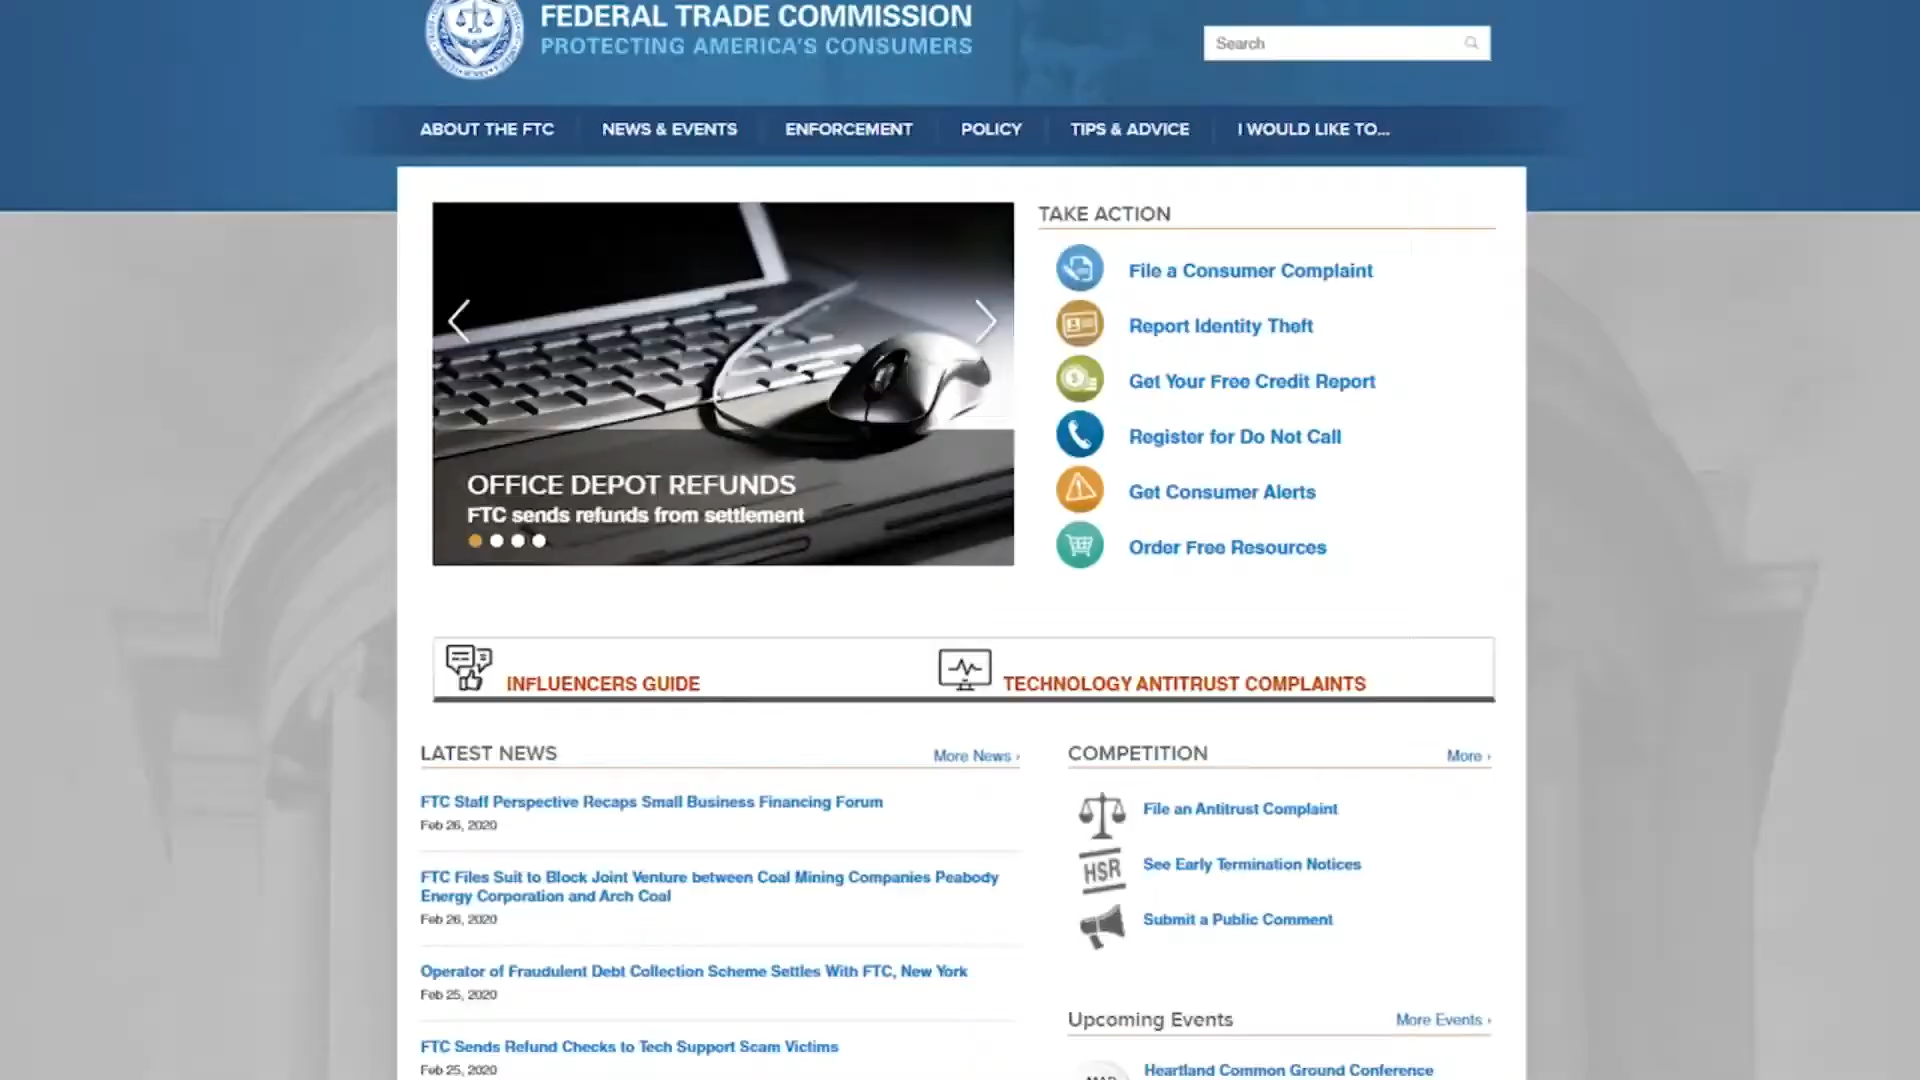 FEDERAL TRADE COMMISSION
PROTECTING AMERICA'S CONSUMERS
Search
ABOUT THE FTC
NEWS & EVENTS
ENFORCEMENT
POLICY
TIPS & ADVICE
I WOULD LIKE TO...
OFFICE DEPOT REFUNDS
FTC sends refunds from settlement
TAKE ACTION
File a Consumer Complaint
Report Identity Theft
Get Your Free Credit Report
Register for Do Not Call
Get Consumer Alerts
Order Free Resources
INFLUENCERS GUIDE
TECHNOLOGY ANTITRUST COMPLAINTS
LATEST NEWS
More News ›
FTC Staff Perspective Recaps Small Business Financing Forum
Feb 26, 2020
FTC Files Suit to Block Joint Venture between Coal Mining Companies Peabody
Energy Corporation and Arch Coal
Feb 26, 2020
Operator of Fraudulent Debt Collection Scheme Settles With FTC, New York
Feb 25, 2020
FTC Sends Refund Checks to Tech Support Scam Victims
Feb 25, 2020
COMPETITION
More ›
File an Antitrust Complaint
HSR
See Early Termination Notices
Submit a Public Comment
Upcoming Events
More Events ›
Heartland Common Ground Conference
MAR